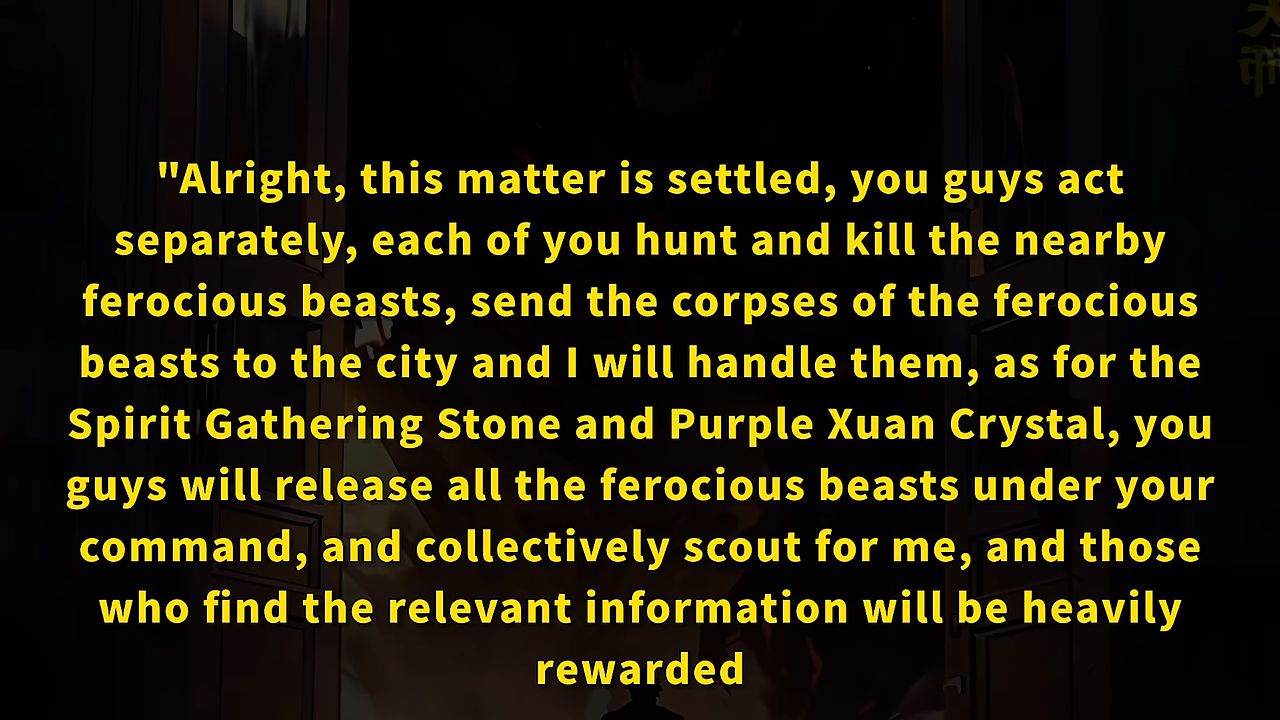 "Alright, this matter is settled, you guys act
separately, each of you hunt and kill the nearby
ferocious beasts, send the corpses of the ferocious
beasts to the city and I will handle them, as for the
Spirit Gathering Stone and Purple Xuan Crystal, you
guys will release all the ferocious beasts under your
command, and collectively scout for me, and those
who find the relevant information will be heavily
rewarded